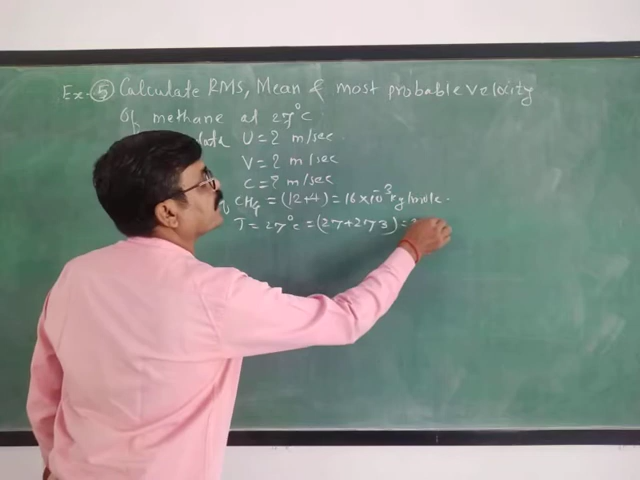 Ex-⑤ Calculate RMS, Mean & most probable velocity
Of methane at 27°C
data U = ? m/sec
V = ? m/sec
C = ? m/sec
CH4 = (12+4) = 16×10⁻³ kg/mole.
T = 27°C = (27+273) =